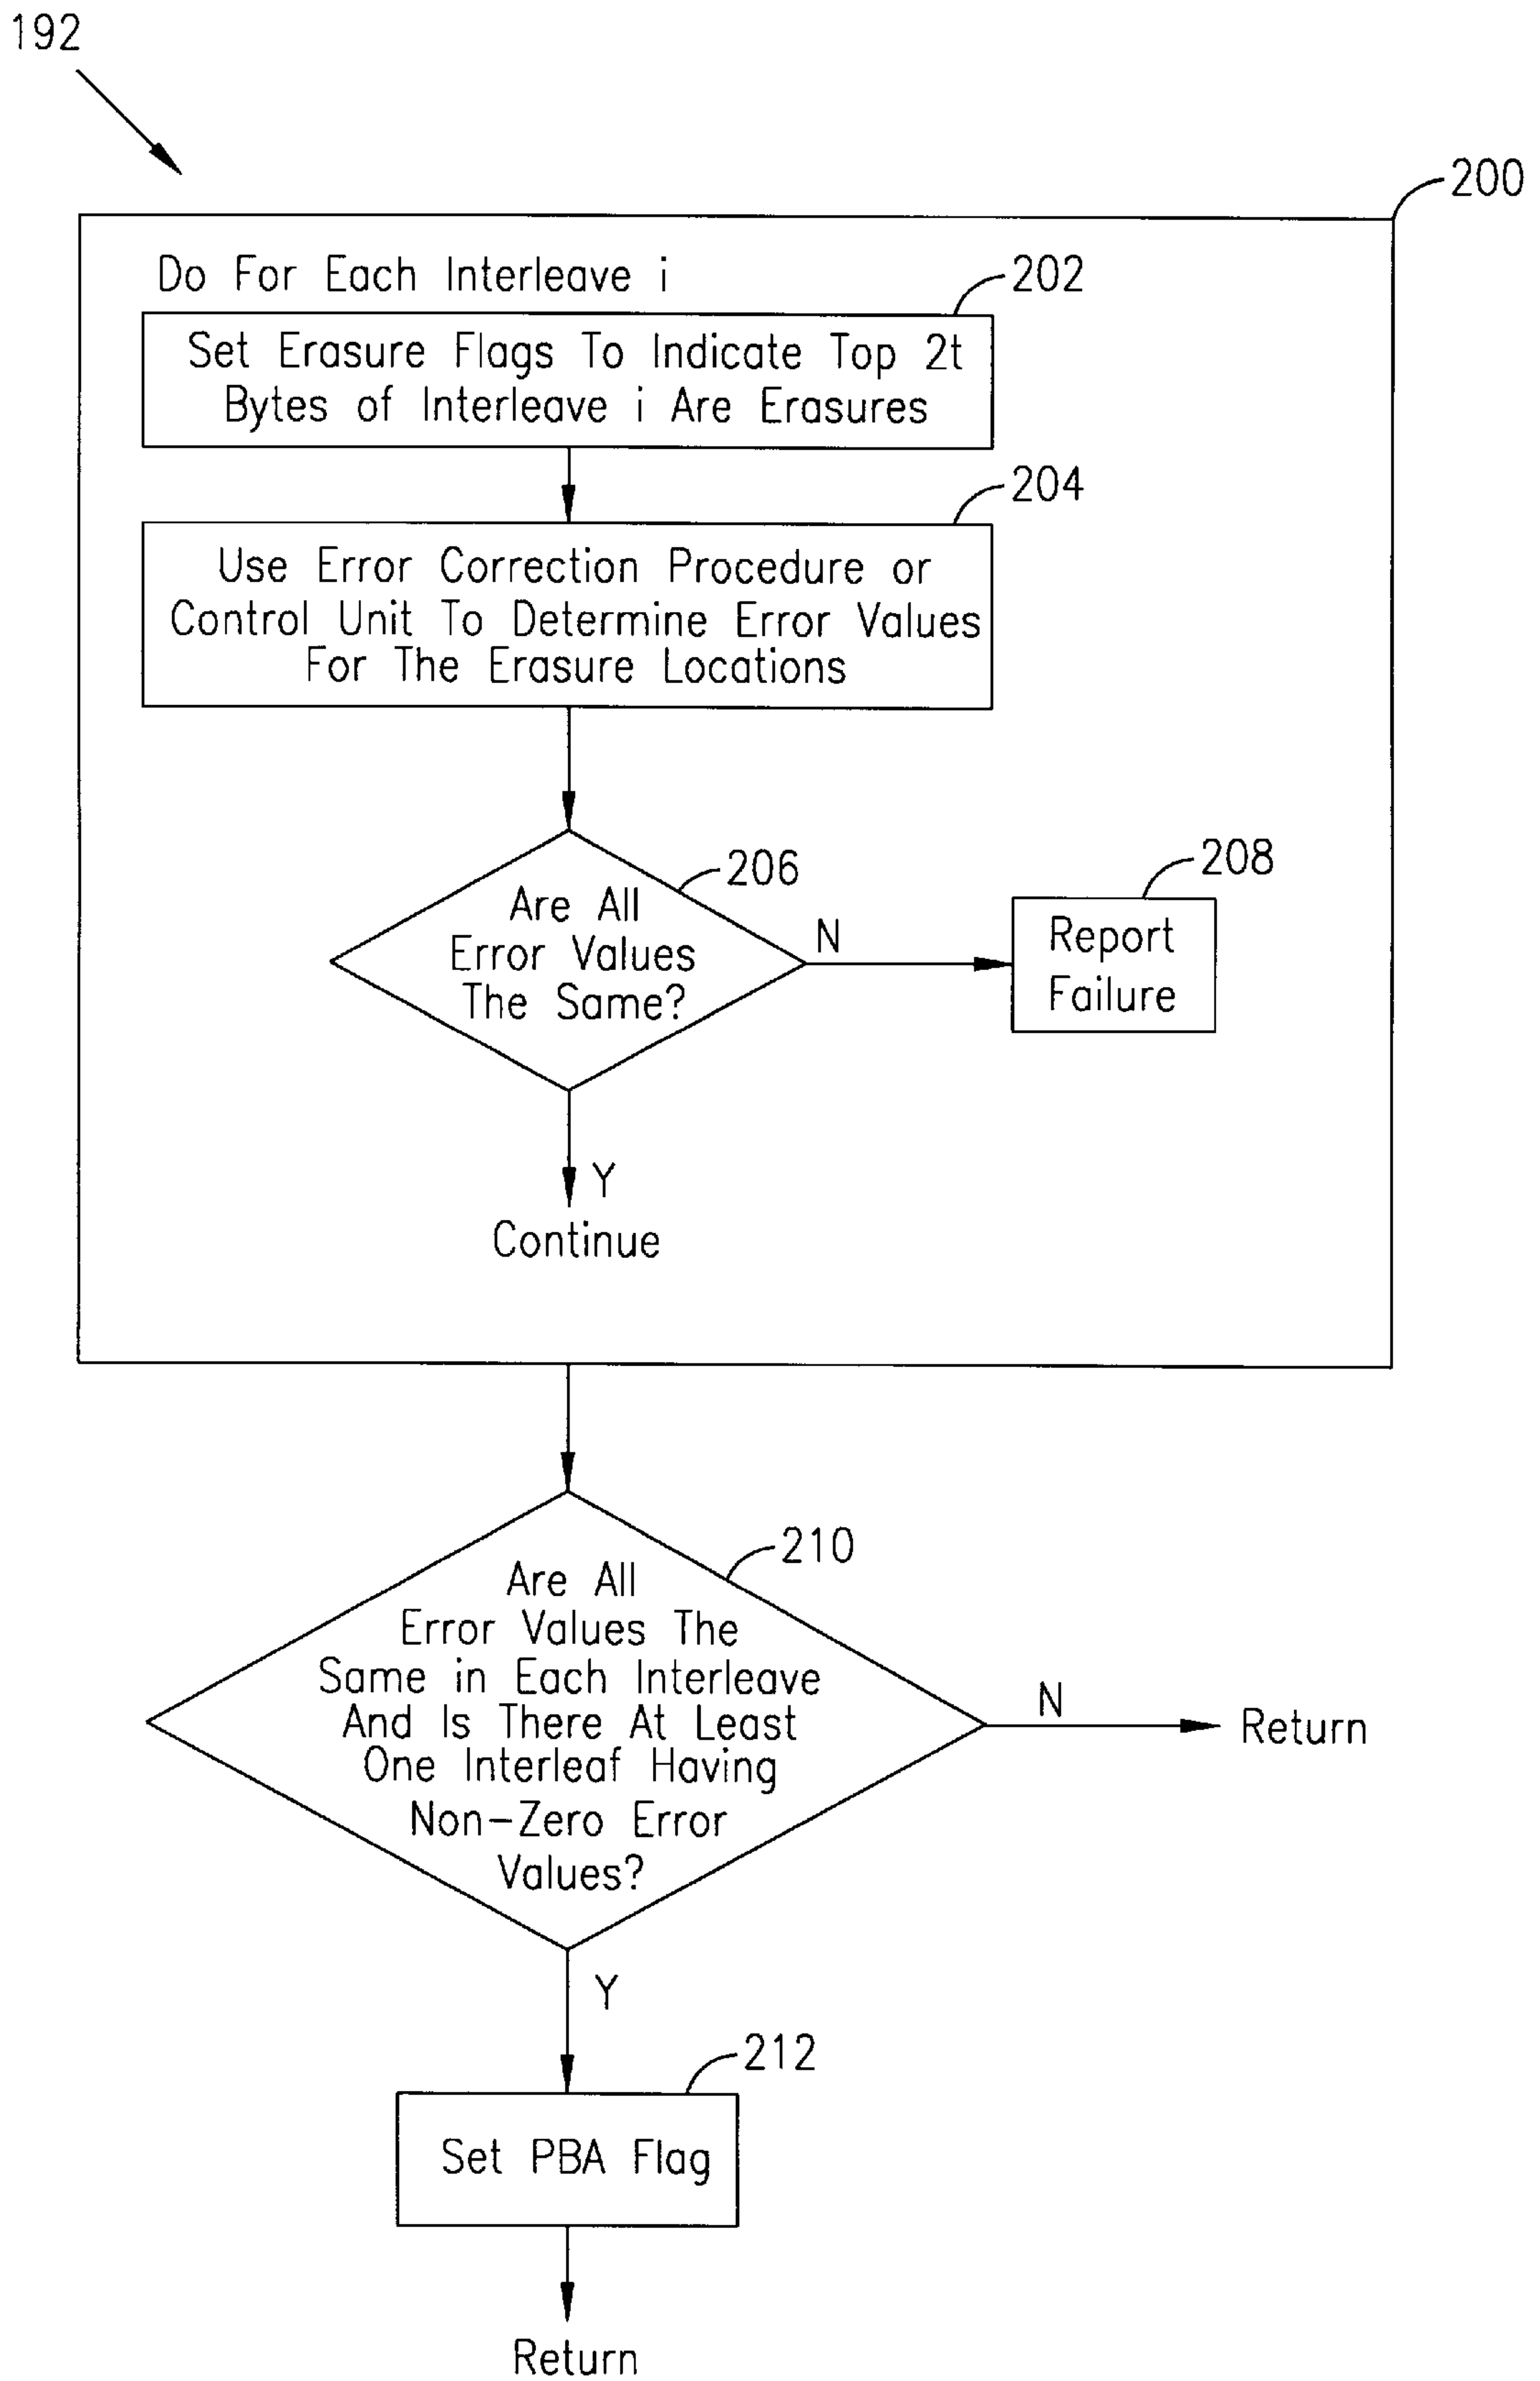 192
200
Do For Each Interleave i
202
Set Erasure Flags To Indicate Top 2t
Bytes of Interleave i Are Erasures
204
Use Error Correction Procedure or
Control Unit To Determine Error Values
For The Erasure Locations
206
Are All
Error Values
The Same?
N
208
Report
Failure
Y
Continue
210
Are All
Error Values The
Same in Each Interleave
And Is There At Least
One Interleaf Having
Non-Zero Error
Values?
N
Return
Y
212
Set PBA Flag
Return